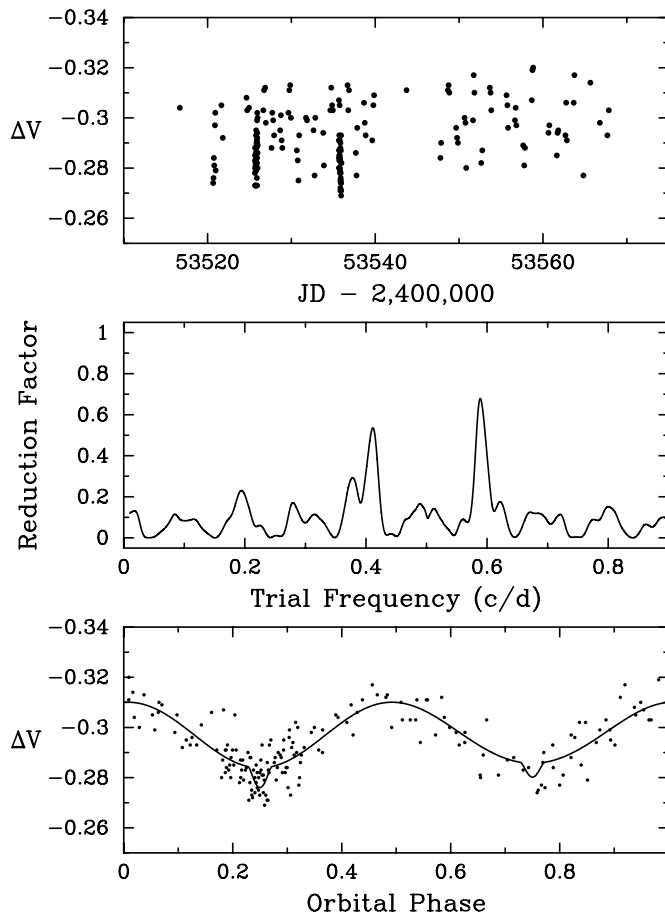 −0.34
−0.32
−0.3
−0.28
−0.26
ΔV
53520 53540 53560
JD − 2,400,000
1
0.8
0.6
0.4
0.2
0
Reduction Factor
0 0.2 0.4 0.6 0.8
Trial Frequency (c/d)
−0.34
−0.32
−0.3
−0.28
−0.26
ΔV
0 0.2 0.4 0.6 0.8
Orbital Phase